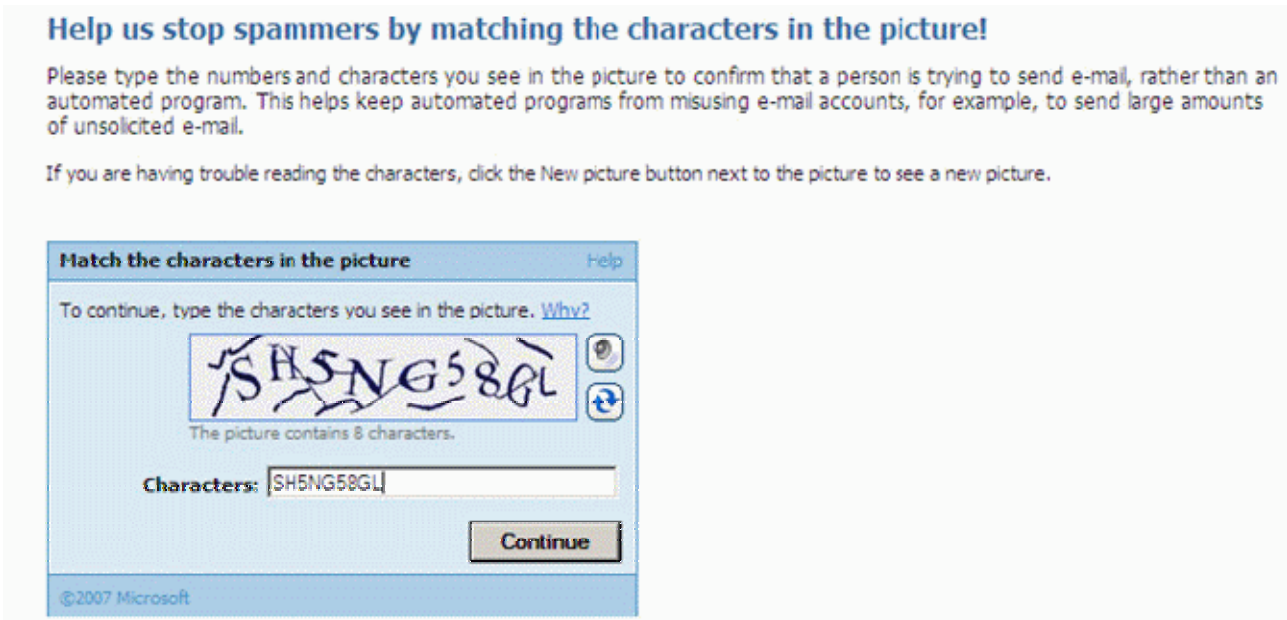 Help us stop spammers by matching the characters in the picture!
Please type the numbers and characters you see in the picture to confirm that a person is trying to send e-mail, rather than an
automated program. This helps keep automated programs from misusing e-mail accounts, for example, to send large amounts
of unsolicited e-mail.
If you are having trouble reading the characters, click the New picture button next to the picture to see a new picture.
Match the characters in the picture Help
To continue, type the characters you see in the picture. Why?
SH5NG58GL
The picture contains 8 characters.
Characters: SH5NG58GL
Continue
©2007 Microsoft